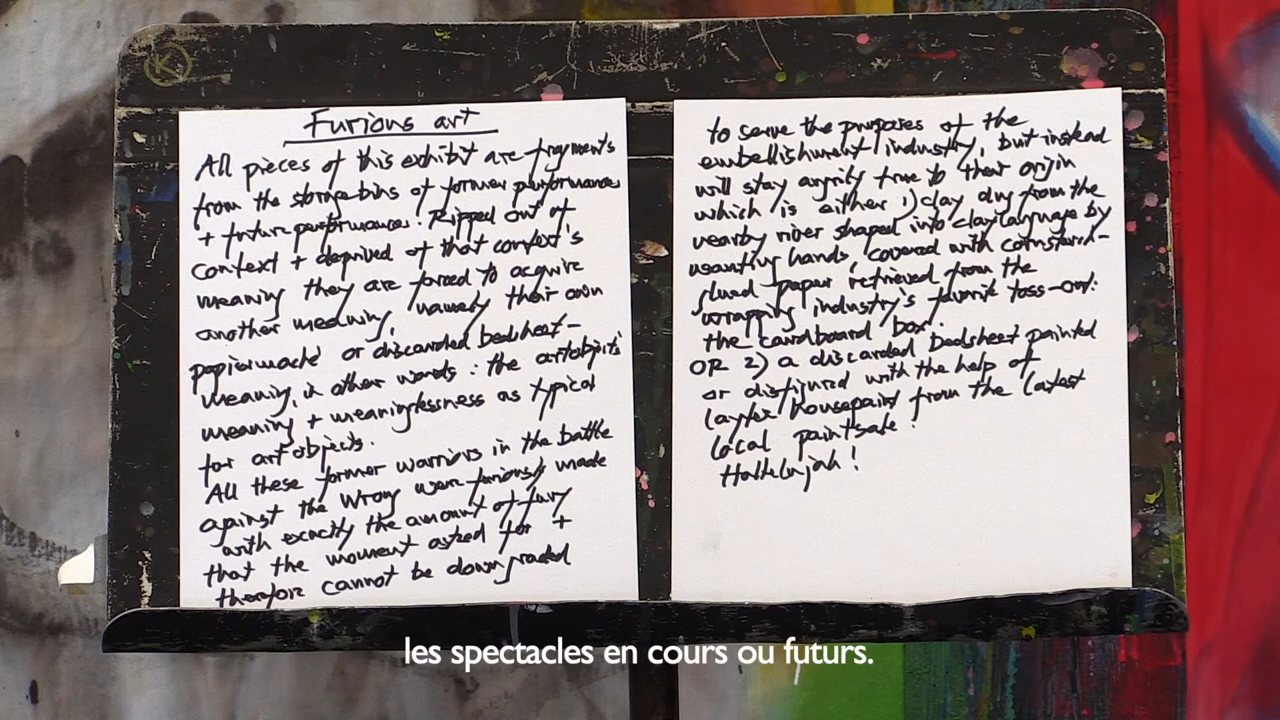 Furious art
All pieces of this exhibit are fragments
from the storage bins of former performances
+ future performances! Ripped out of
context + deprived of that context's
meaning they are forced to acquire
another meaning, namely their own
papiermaché or discarded bedsheet-
meaning, in other words: the artobjects'
meaning + meaninglessness as typical
for art objects.
All these former warriors in the battle
against the Wrong were furiously made
with exactly the amount of fury
that the moment asked for +
therefore cannot be downgraded
to serve the purposes of the
embellishment industry, but instead
will stay angrily true to their origin
which is either 1) clay dug from the
nearby river shaped into claylanguage by
wanting hands, covered with cornstarch-
glued paper retrieved from the
wrapping industry's favorite toss-out:
the cardboard box.
OR 2) a discarded bedsheet painted
or disfigured with the help of
laytex housepaint from the latest
local paintsale!
Hallelujah!
les spectacles en cours ou futurs.